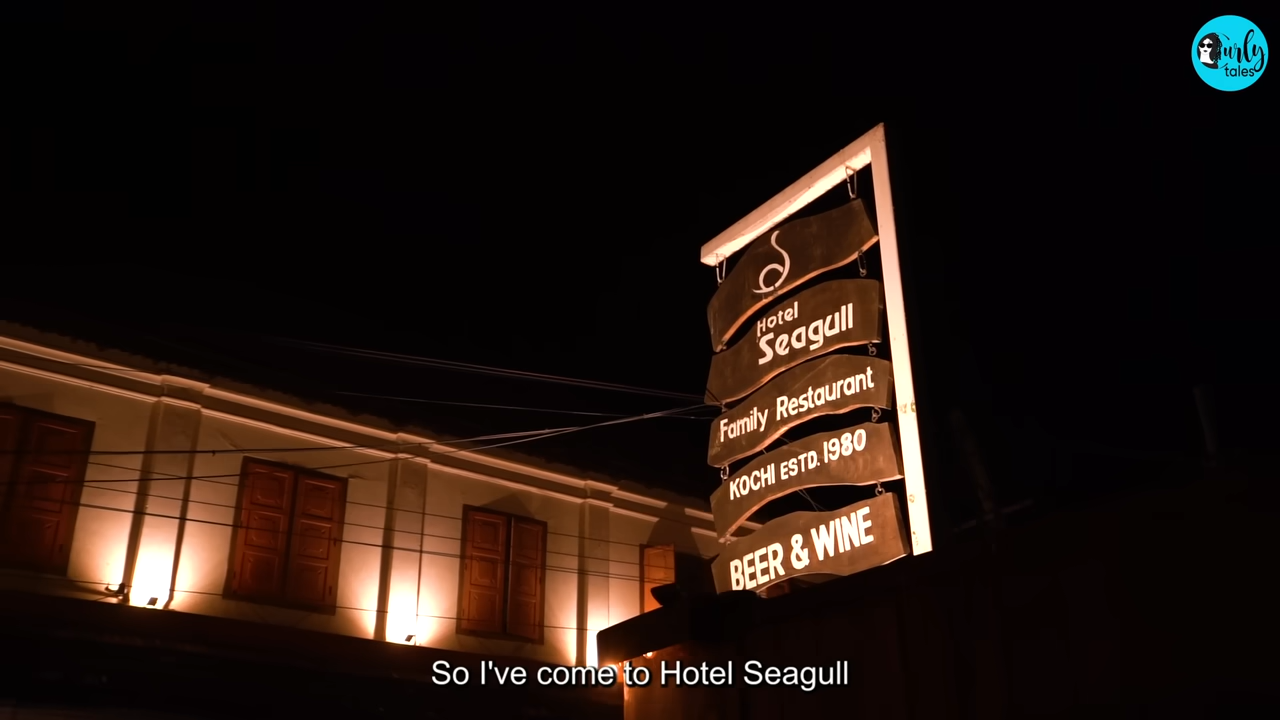 Curly
tales
Hotel
Seagull
Family Restaurant
KOCHI ESTD. 1980
BEER & WINE
So I've come to Hotel Seagull